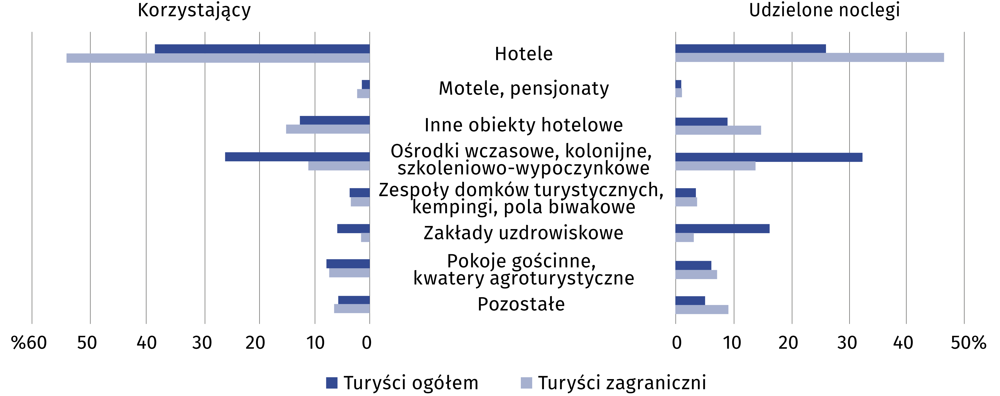 Korzystający
Udzielone noclegi
Hotele
Motele, pensjonaty
Inne obiekty hotelowe
Ośrodki wczasowe, kolonijne,
szkoleniowo-wypoczynkowe
Zespoły domków turystycznych,
kempingi, pola biwakowe
Zakłady uzdrowiskowe
Pokoje gościnne,
kwatery agroturystyczne
Pozostałe
%60 50 40 30 20 10 0
0 10 20 30 40 50%
Turyści ogółem
Turyści zagraniczni